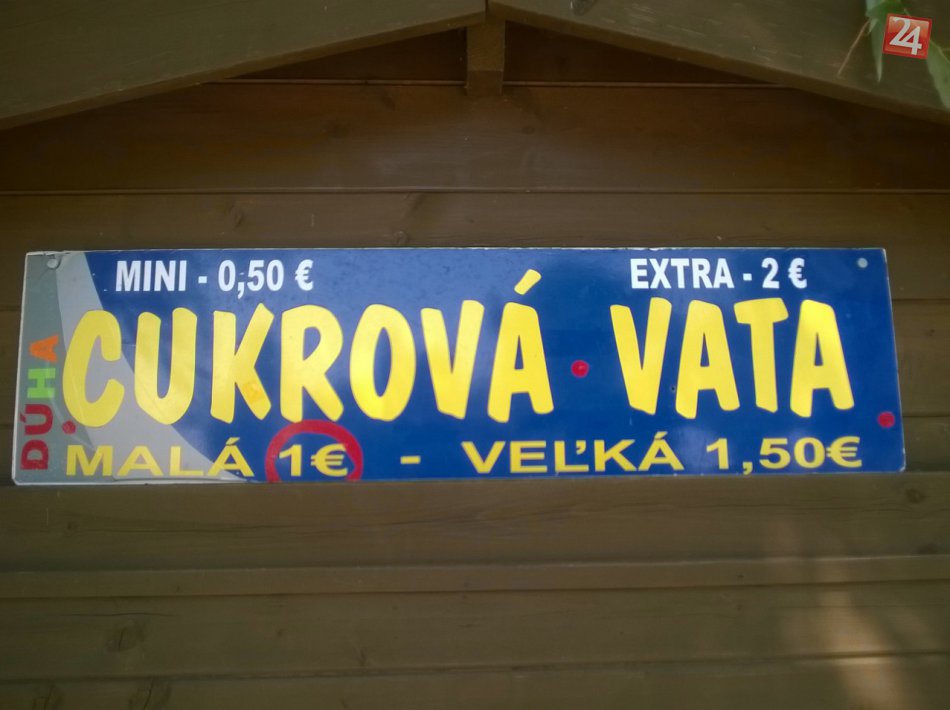 24
MINI - 0,50 €
EXTRA - 2 €
DÚHA
CUKROVÁ VATA
MALÁ 1€ - VEĽKÁ 1,50€